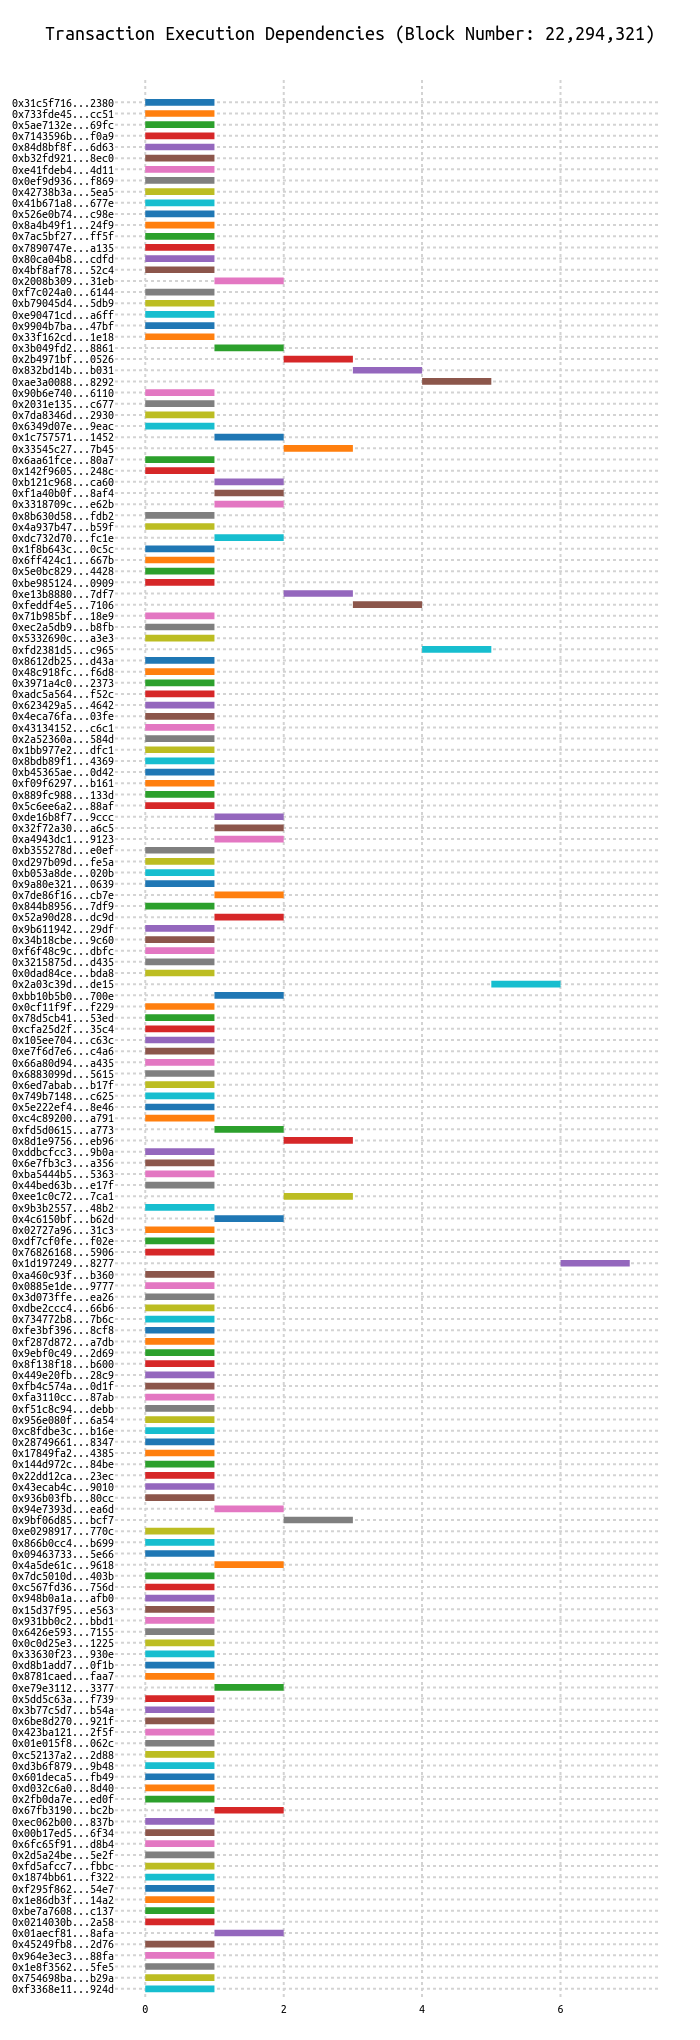 Transaction Execution Dependencies (Block Number: 22,294,321)
0x31c5f716...2380
0x733fde45...cc51
0x5ae7132e...69fc
0x7143596b...f0a9
0x84d8bf8f...6d63
0xb32fd921...8ec0
0xe41fdeb4...4d11
0x0ef9d936...f869
0x42738b3a...5ea5
0x41b671a8...677e
0x526e0b74...c98e
0x8a4b49f1...24f9
0x7ac5bf27...ff5f
0x7890747e...a135
0x80ca04b8...cdfd
0x4bf8af78...52c4
0x2008b309...31eb
0xf7c024a0...6144
0xb79045d4...5db9
0xe90471cd...a6ff
0x9904b7ba...47bf
0x33f162cd...1e18
0x3b049fd2...8861
0x2b4971bf...0526
0x832bd14b...b031
0xae3a0088...8292
0x90b6e740...6110
0x2031e135...c677
0x7da8346d...2930
0x6349d07e...9eac
0x1c757571...1452
0x33545c27...7b45
0x6aa61fce...80a7
0x142f9605...248c
0xb121c968...ca60
0xf1a40b0f...8af4
0x3318709c...e62b
0x8b630d58...fdb2
0x4a937b47...b59f
0xdc732d70...fc1e
0x1f8b643c...0c5c
0x6ff424c1...667b
0x5e0bc829...4428
0xbe985124...0909
0xe13b8880...7df7
0xfeddf4e5...7106
0x71b985bf...18e9
0xec2a5db9...b8fb
0x5332690c...a3e3
0xfd2381d5...c965
0x8612db25...d43a
0x48c918fc...f6d8
0x3971a4c0...2373
0xadc5a564...f52c
0x623429a5...4642
0x4eca76fa...03fe
0x43134152...c6c1
0x2a52360a...584d
0x1bb977e2...dfc1
0x8bdb89f1...4369
0xb45365ae...0d42
0xf09f6297...b161
0x889fc988...133d
0x5c6ee6a2...88af
0xde16b8f7...9ccc
0x32f72a30...a6c5
0xa4943dc1...9123
0xb355278d...e0ef
0xd297b09d...fe5a
0xb053a8de...020b
0x9a80e321...0639
0x7de86f16...cb7e
0x844b8956...7df9
0x52a90d28...dc9d
0x9b611942...29df
0x34b18cbe...9c60
0xf6f48c9c...dbfc
0x3215875d...d435
0x0dad84ce...bda8
0x2a03c39d...de15
0xbb10b5b0...700e
0x0cf11f9f...f229
0x78d5cb41...53ed
0xcfa25d2f...35c4
0x105ee704...c63c
0xe7f6d7e6...c4a6
0x66a80d94...a435
0x6883099d...5615
0x6ed7abab...b17f
0x749b7148...c625
0x5e222ef4...8e46
0xc4c89200...a791
0xfd5d0615...a773
0x8d1e9756...eb96
0xddbcfcc3...9b0a
0x6e7fb3c3...a356
0xba5444b5...5363
0x44bed63b...e17f
0xee1c0c72...7ca1
0x9b3b2557...48b2
0x4c6150bf...b62d
0x02727a96...31c3
0xdf7cf0fe...f02e
0x76826168...5906
0x1d197249...8277
0xa460c93f...b360
0x0885e1de...9777
0x3d073ffe...ea26
0xdbe2ccc4...66b6
0x734772b8...7b6c
0xfe3bf396...8cf8
0xf287d872...a7db
0x9ebf0c49...2d69
0x8f138f18...b600
0x449e20fb...28c9
0xfb4c574a...0d1f
0xfa3110cc...87ab
0xf51c8c94...debb
0x956e080f...6a54
0xc8fdbe3c...b16e
0x28749661...8347
0x17849fa2...4385
0x144d972c...84be
0x22dd12ca...23ec
0x43ecab4c...9010
0x936b03fb...80cc
0x94e7393d...ea6d
0x9bf06d85...bcf7
0xe0298917...770c
0x866b0cc4...b699
0x09463733...5e66
0x4a5de61c...9618
0x7dc5010d...403b
0xc567fd36...756d
0x948b0a1a...afb0
0x15d37f95...e563
0x931bb0c2...bbd1
0x6426e593...7155
0x0c0d25e3...1225
0x33630f23...930e
0xd8b1add7...0f1b
0x8781caed...faa7
0xe79e3112...3377
0x5dd5c63a...f739
0x3b77c5d7...b54a
0x6be8d270...921f
0x423ba121...2f5f
0x01e015f8...062c
0xc52137a2...2d88
0xd3b6f879...9b48
0x601deca5...fb49
0xd032c6a0...8d40
0x2fb0da7e...ed0f
0x67fb3190...bc2b
0xec062b00...837b
0x00b17ed5...6f34
0x6fc65f91...d8b4
0x2d5a24be...5e2f
0xfd5afcc7...fbbc
0x1874bb61...f322
0xf295f862...54e7
0x1e86db3f...14a2
0xbe7a7608...c137
0x0214030b...2a58
0x01aecf81...8afa
0x45249fb8...2d76
0x964e3ec3...88fa
0x1e8f3562...5fe5
0x754698ba...b29a
0xf3368e11...924d
0 2 4 6